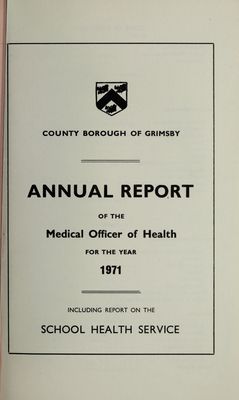 COUNTY BOROUGH OF GRIMSBY
ANNUAL REPORT
OF THE
Medical Officer of Health
FOR THE YEAR
1971
INCLUDING REPORT ON THE
SCHOOL HEALTH SERVICE